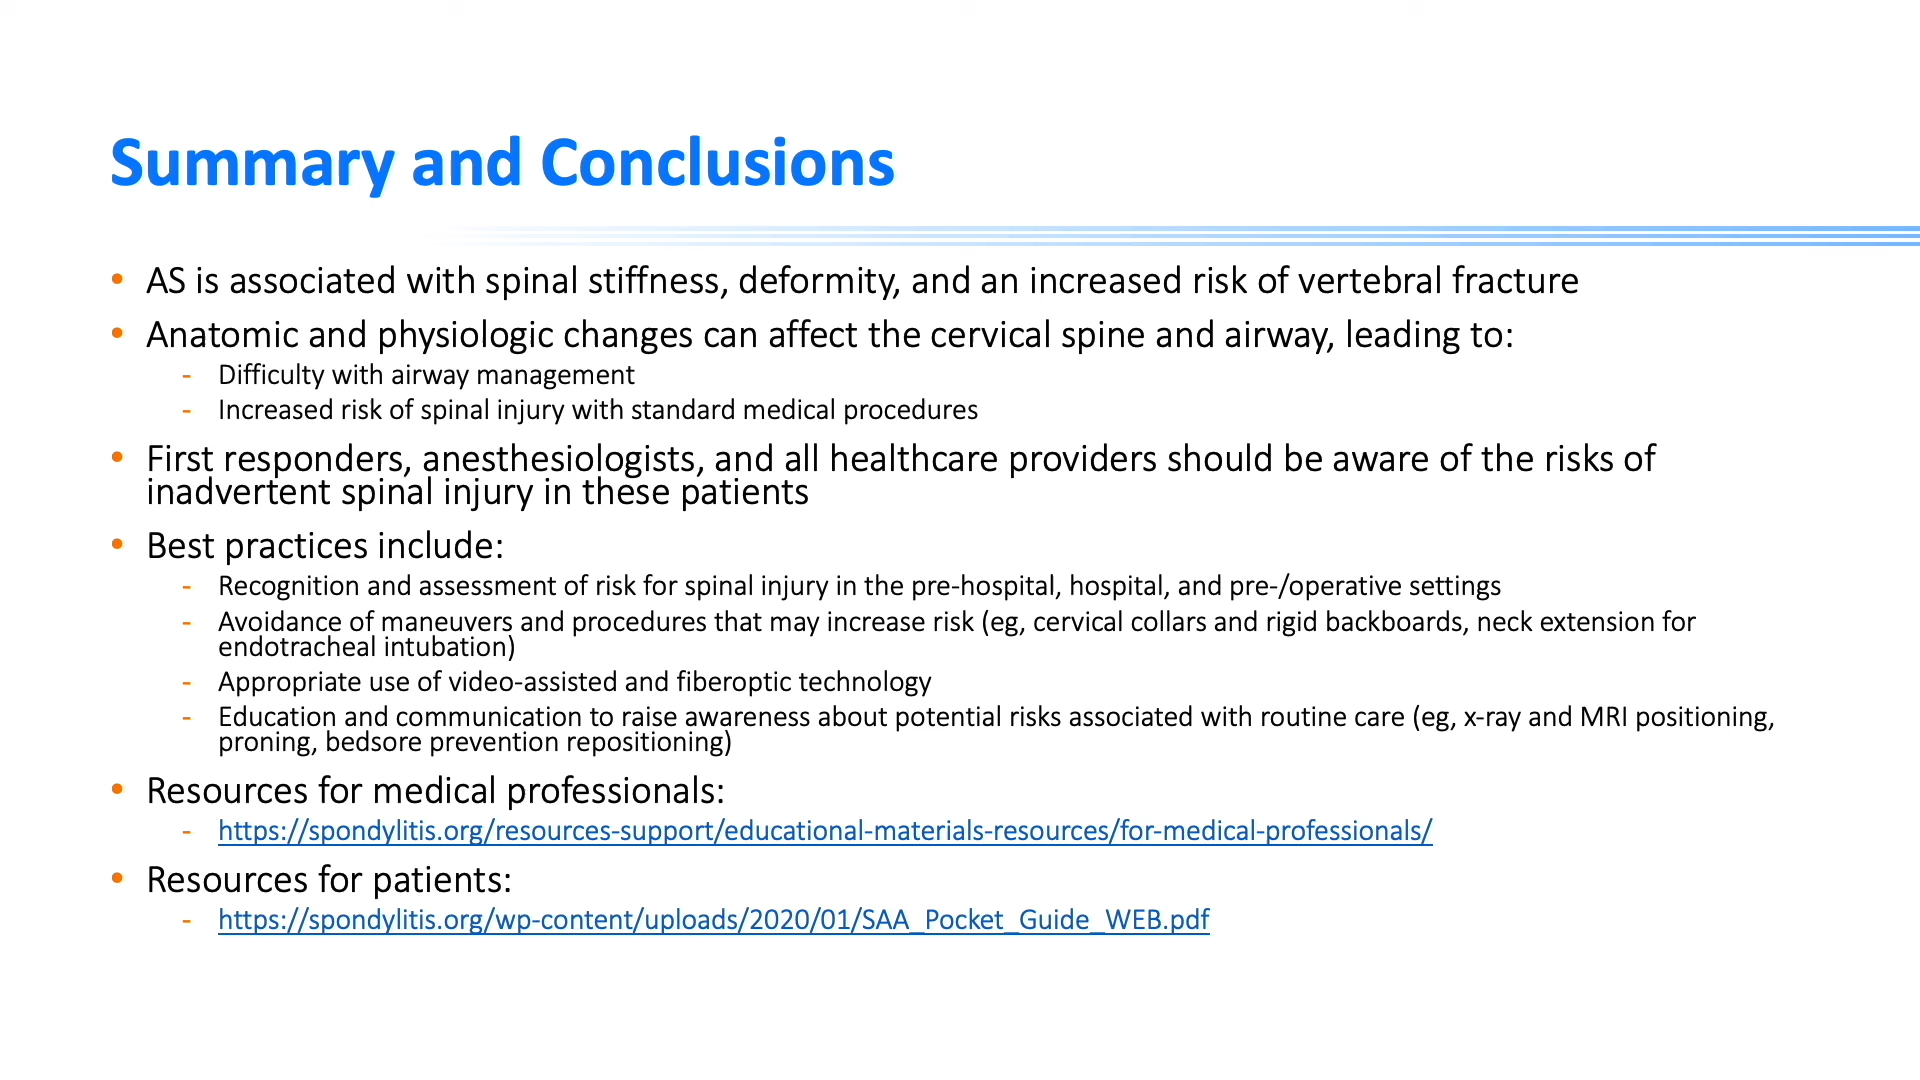 Summary and Conclusions
• AS is associated with spinal stiffness, deformity, and an increased risk of vertebral fracture
• Anatomic and physiologic changes can affect the cervical spine and airway, leading to:
- Difficulty with airway management
- Increased risk of spinal injury with standard medical procedures
• First responders, anesthesiologists, and all healthcare providers should be aware of the risks of
inadvertent spinal injury in these patients
• Best practices include:
- Recognition and assessment of risk for spinal injury in the pre-hospital, hospital, and pre-/operative settings
- Avoidance of maneuvers and procedures that may increase risk (eg, cervical collars and rigid backboards, neck extension for
endotracheal intubation)
- Appropriate use of video-assisted and fiberoptic technology
- Education and communication to raise awareness about potential risks associated with routine care (eg, x-ray and MRI positioning,
proning, bedsore prevention repositioning)
• Resources for medical professionals:
- https://spondylitis.org/resources-support/educational-materials-resources/for-medical-professionals/
• Resources for patients:
- https://spondylitis.org/wp-content/uploads/2020/01/SAA_Pocket_Guide_WEB.pdf